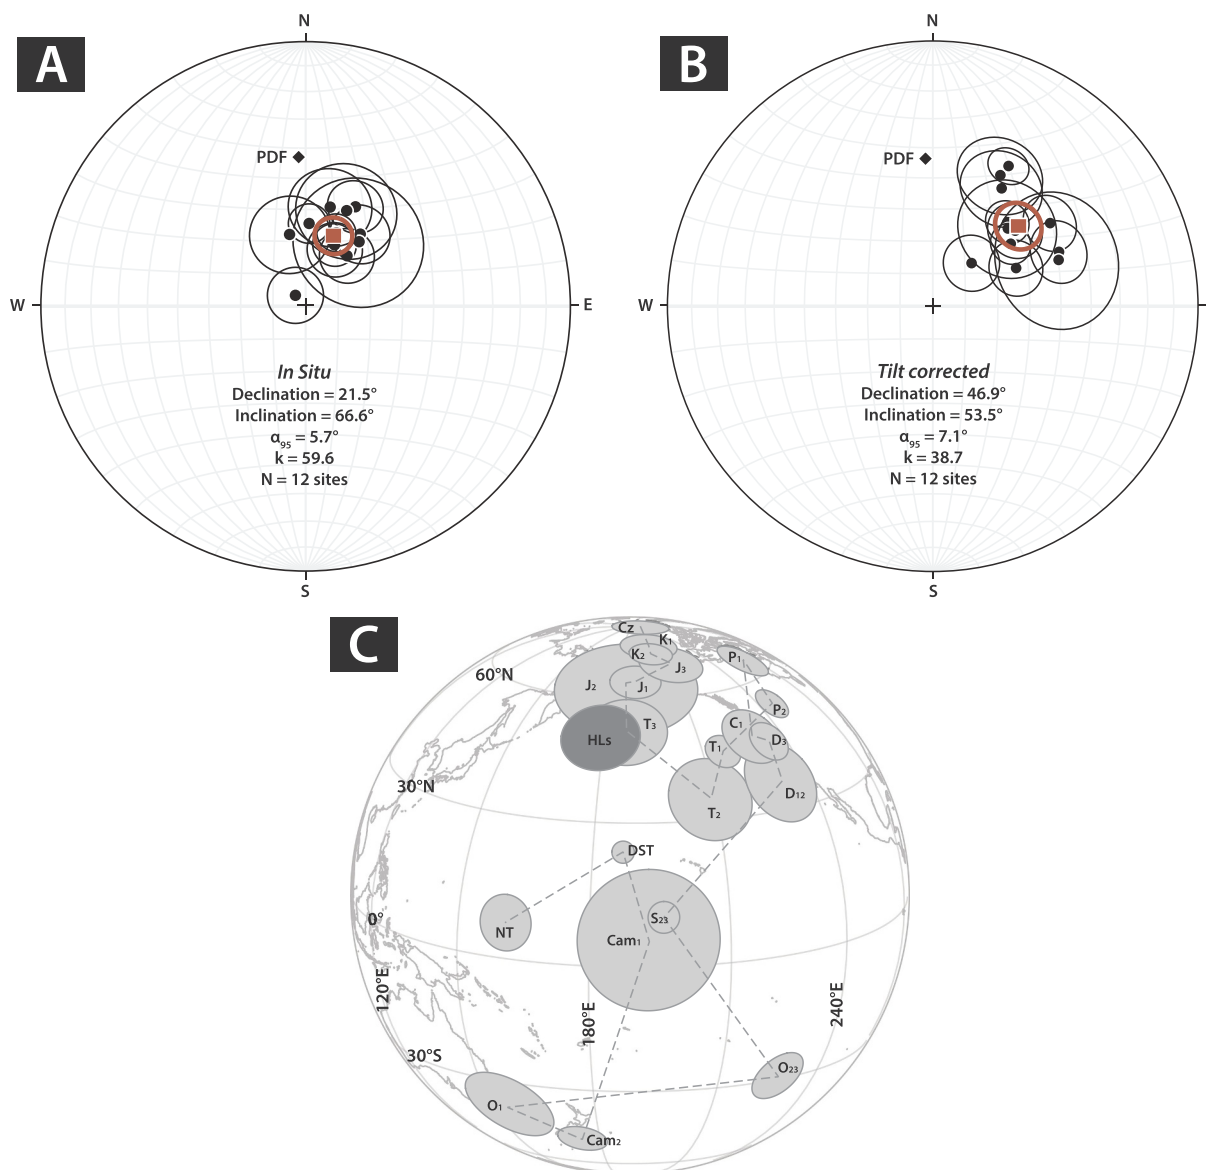 A
N
PDF
W
E
In Situ
Declination = 21.5°
Inclination = 66.6°
α95 = 5.7°
k = 59.6
N = 12 sites
S
B
N
PDF
W
Tilt corrected
Declination = 46.9°
Inclination = 53.5°
α95 = 7.1°
k = 38.7
N = 12 sites
S
C
Cz
K1
K2
P1
J3
60°N
J2
J1
P2
T3
C1
HLs
T1
D3
30°N
D12
T2
DST
0°
S23
NT
Cam1
120°E
180°E
240°E
30°S
O23
O1
Cam2